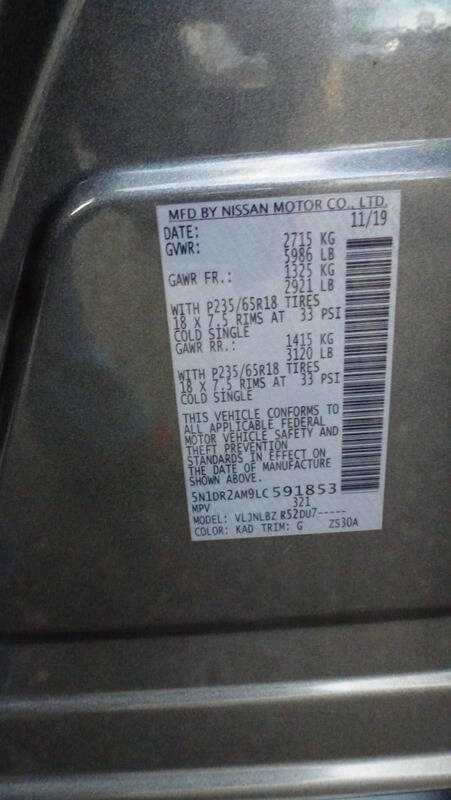 MFD BY NISSAN MOTOR CO., LTD.
DATE: 11/19
GVWR: 2715 KG
5986 LB
GAWR FR.: 1325 KG
2921 LB
WITH P235/65R18 TIRES
18 X 7.5 RIMS AT 33 PSI
COLD SINGLE
GAWR RR.: 1415 KG
3120 LB
WITH P235/65R18 TIRES
18 X 7.5 RIMS AT 33 PSI
COLD SINGLE
THIS VEHICLE CONFORMS TO
ALL APPLICABLE FEDERAL
MOTOR VEHICLE SAFETY AND
THEFT PREVENTION
STANDARDS IN EFFECT ON
THE DATE OF MANUFACTURE
SHOWN ABOVE.
5N1DR2AM9LC591853
MPV 321
MODEL: VLJNLBZ R52DU7-----
COLOR: KAD TRIM: G ZS30A